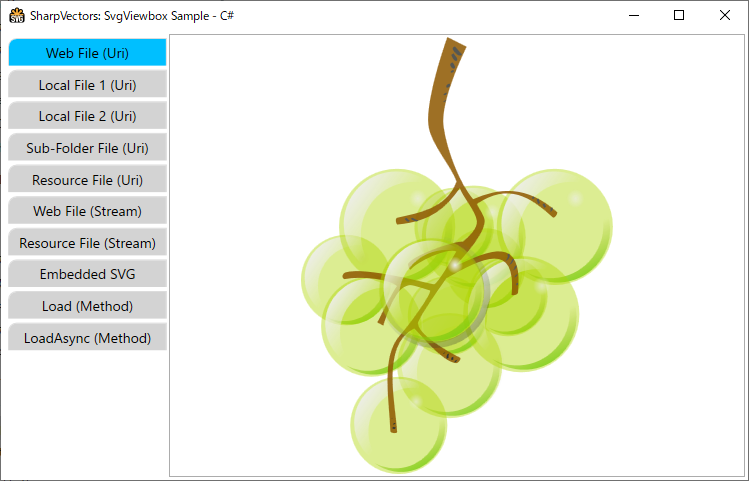 SharpVectors: SvgViewbox Sample - C#
Web File (Uri)
Local File 1 (Uri)
Local File 2 (Uri)
Sub-Folder File (Uri)
Resource File (Uri)
Web File (Stream)
Resource File (Stream)
Embedded SVG
Load (Method)
LoadAsync (Method)